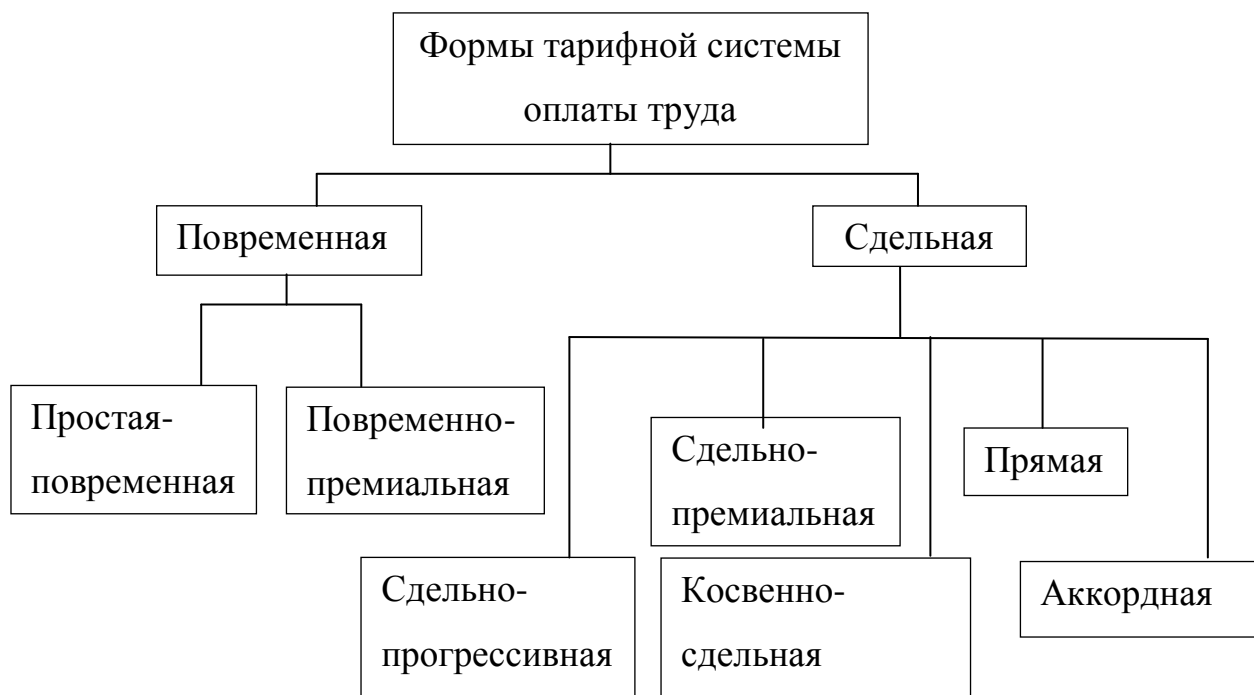 Формы тарифной системы
оплаты труда
Повременная
Сдельная
Простая-
повременная
Повременно-
премиальная
Сдельно-
премиальная
Прямая
Сдельно-
прогрессивная
Косвенно-
сдельная
Аккордная